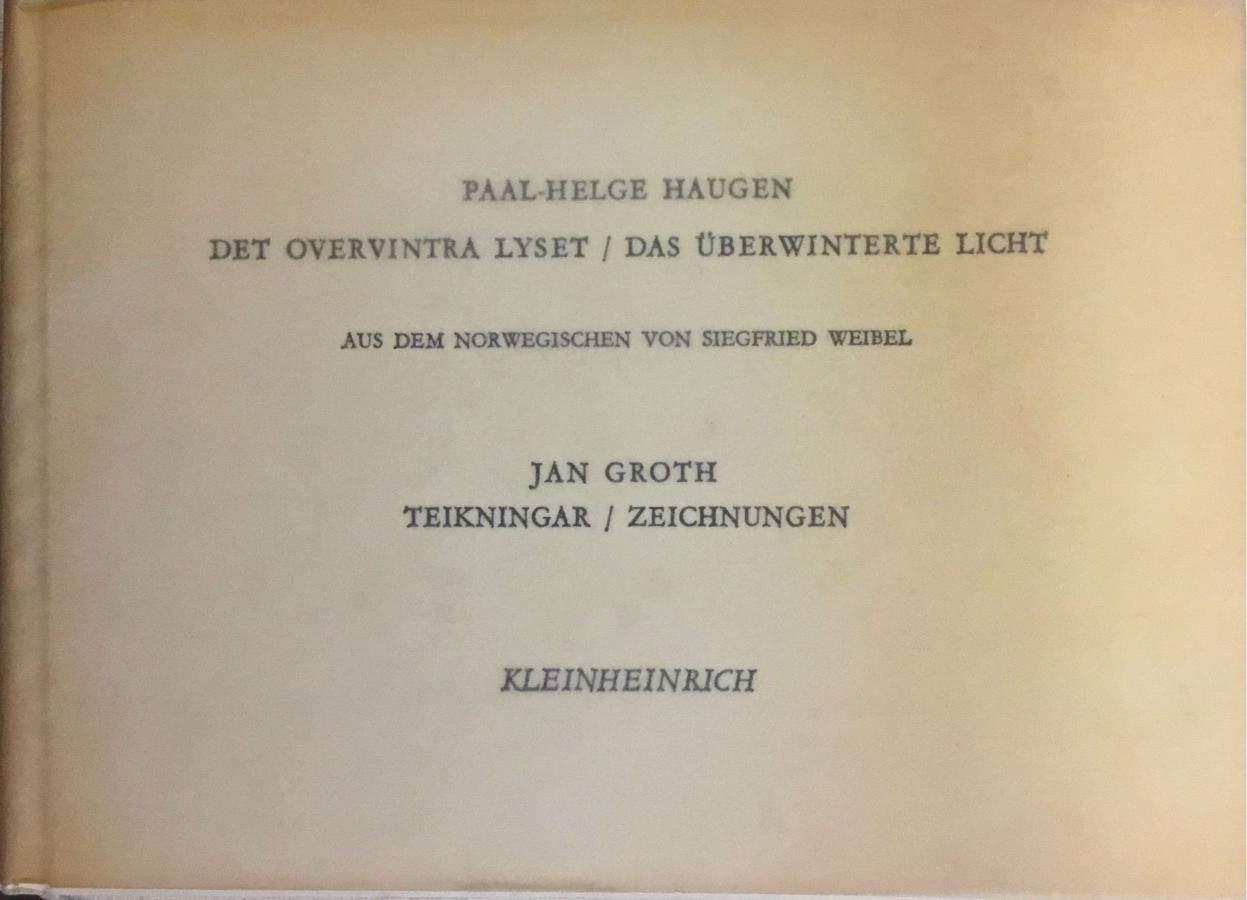 PAAL-HELGE HAUGEN
DET OVERVINTRA LYSET / DAS ÜBERWINTERTE LICHT
AUS DEM NORWEGISCHEN VON SIEGFRIED WEIBEL
JAN GROTH
TEIKNINGAR / ZEICHNUNGEN
KLEINHEINRICH